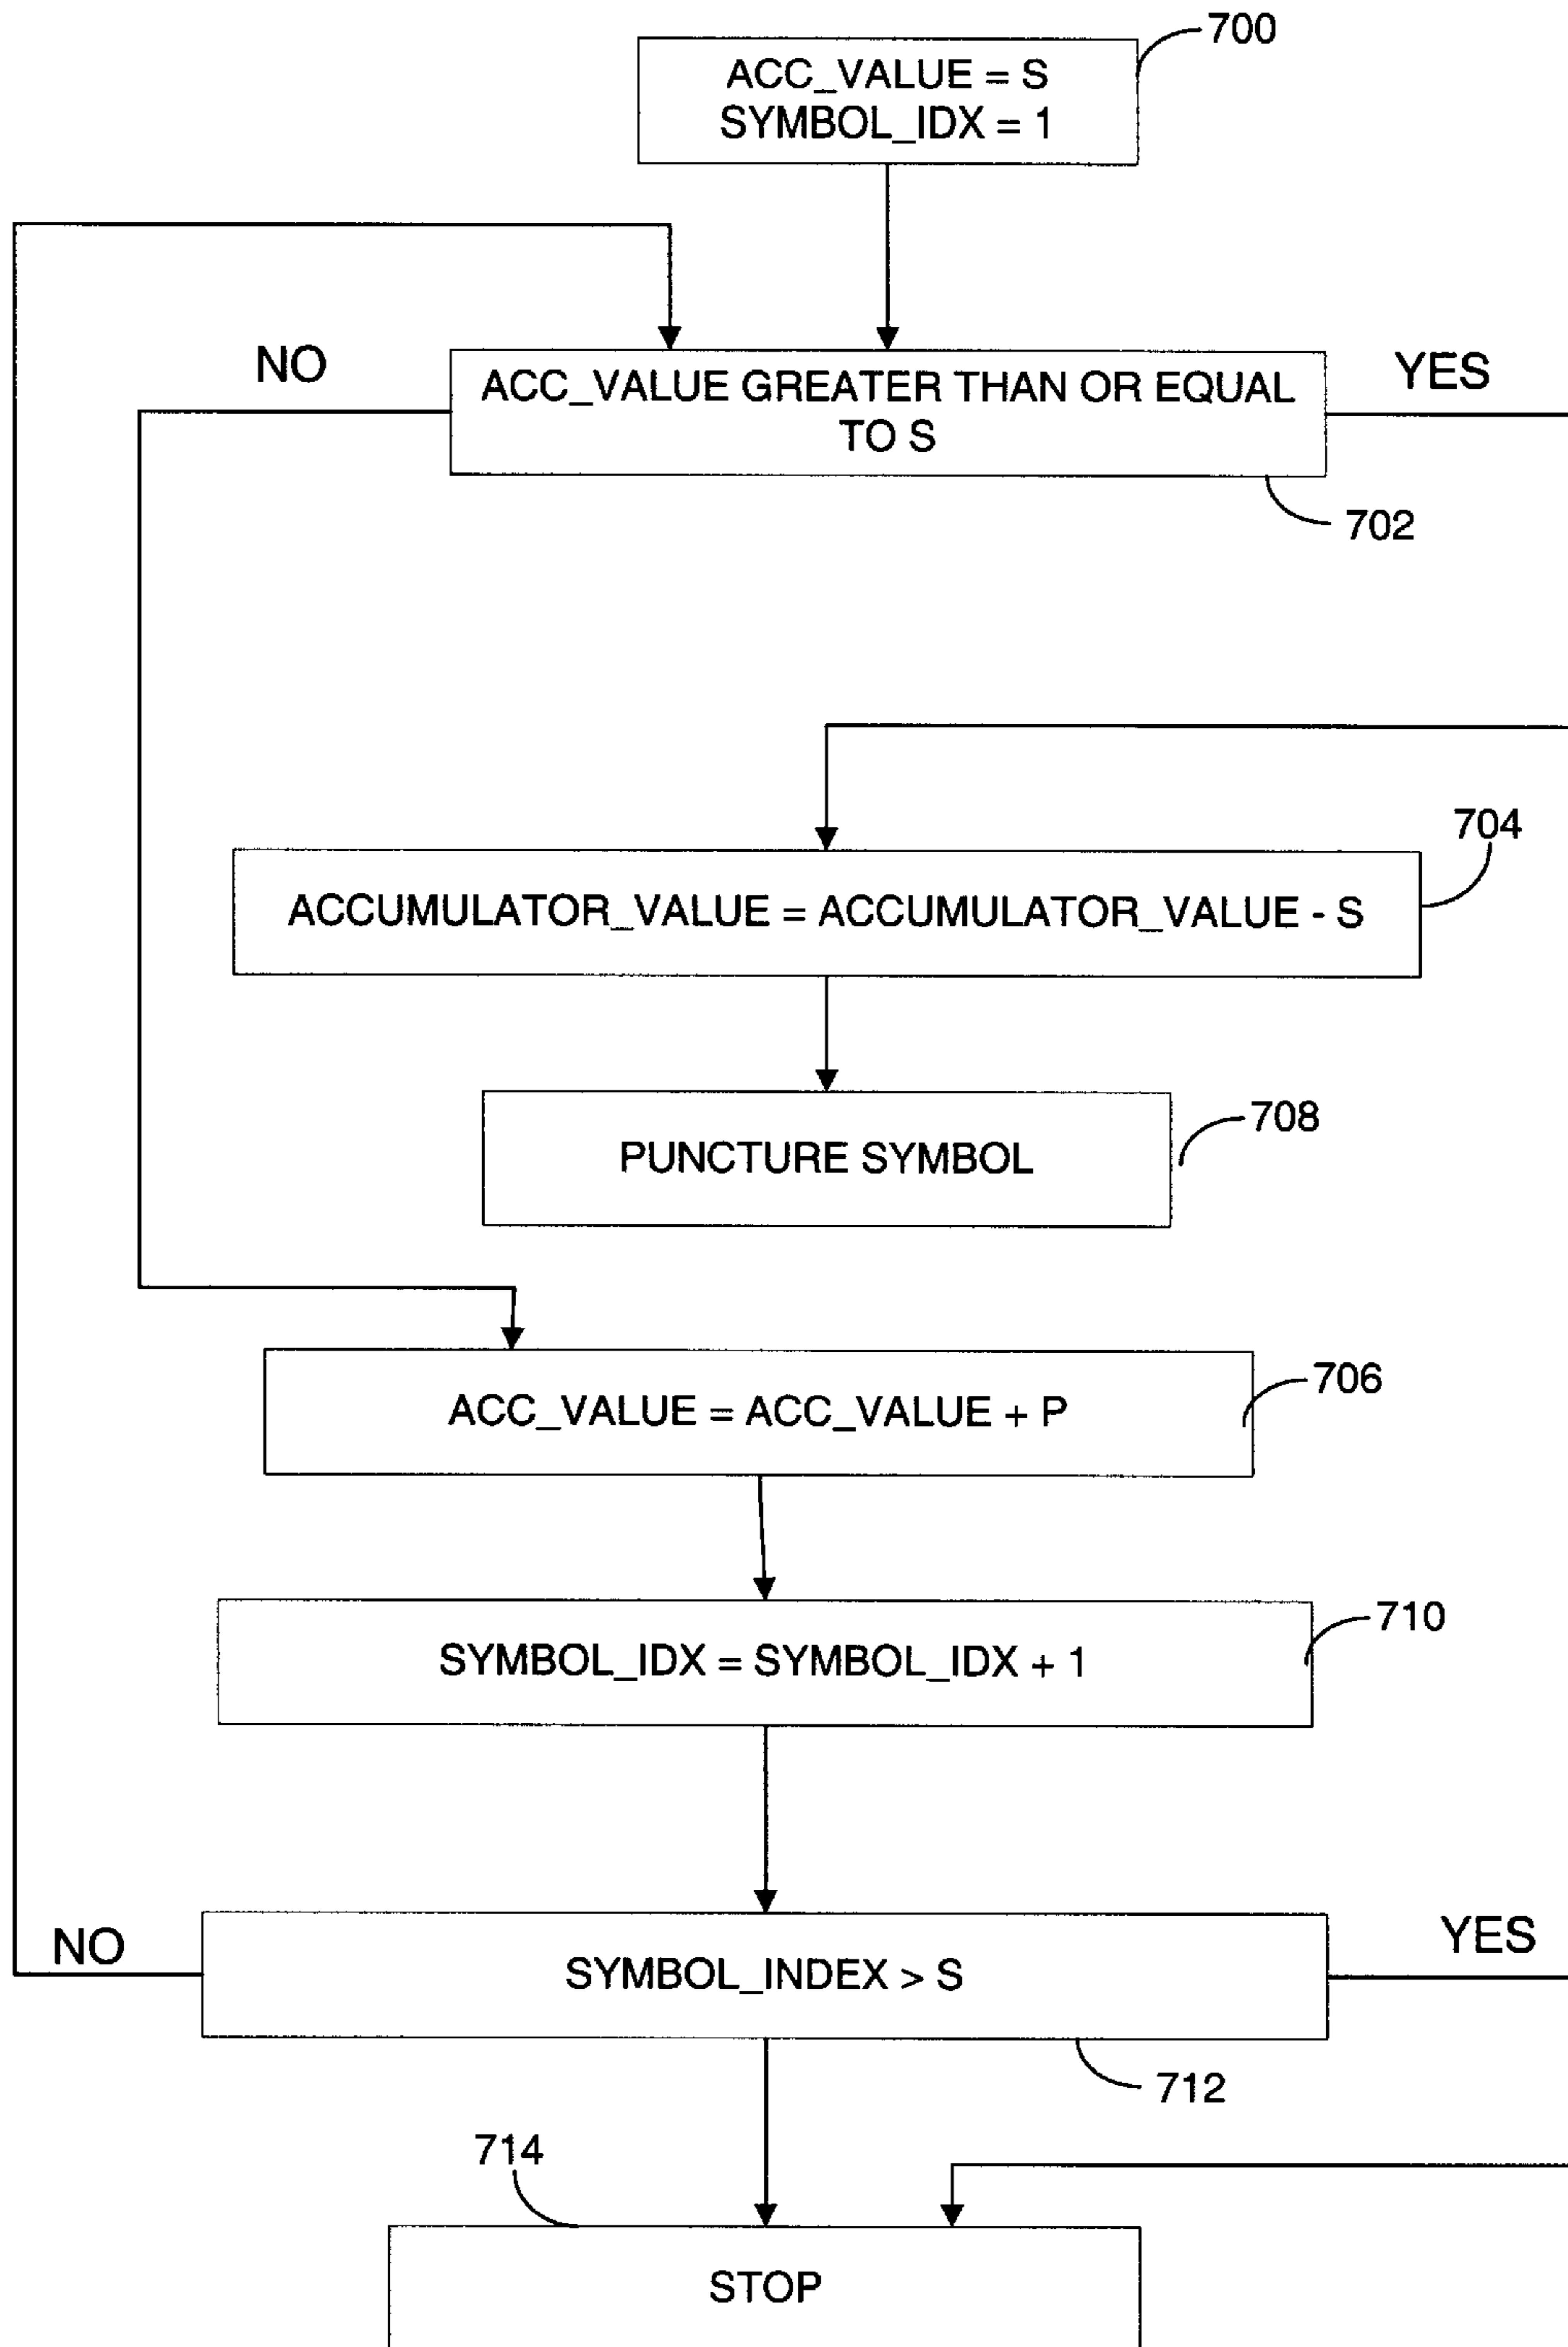 700
ACC_VALUE = S
SYMBOL_IDX = 1
NO
YES
ACC_VALUE GREATER THAN OR EQUAL
TO S
702
704
ACCUMULATOR_VALUE = ACCUMULATOR_VALUE - S
708
PUNCTURE SYMBOL
706
ACC_VALUE = ACC_VALUE + P
710
SYMBOL_IDX = SYMBOL_IDX + 1
NO
YES
SYMBOL_INDEX > S
712
714
STOP